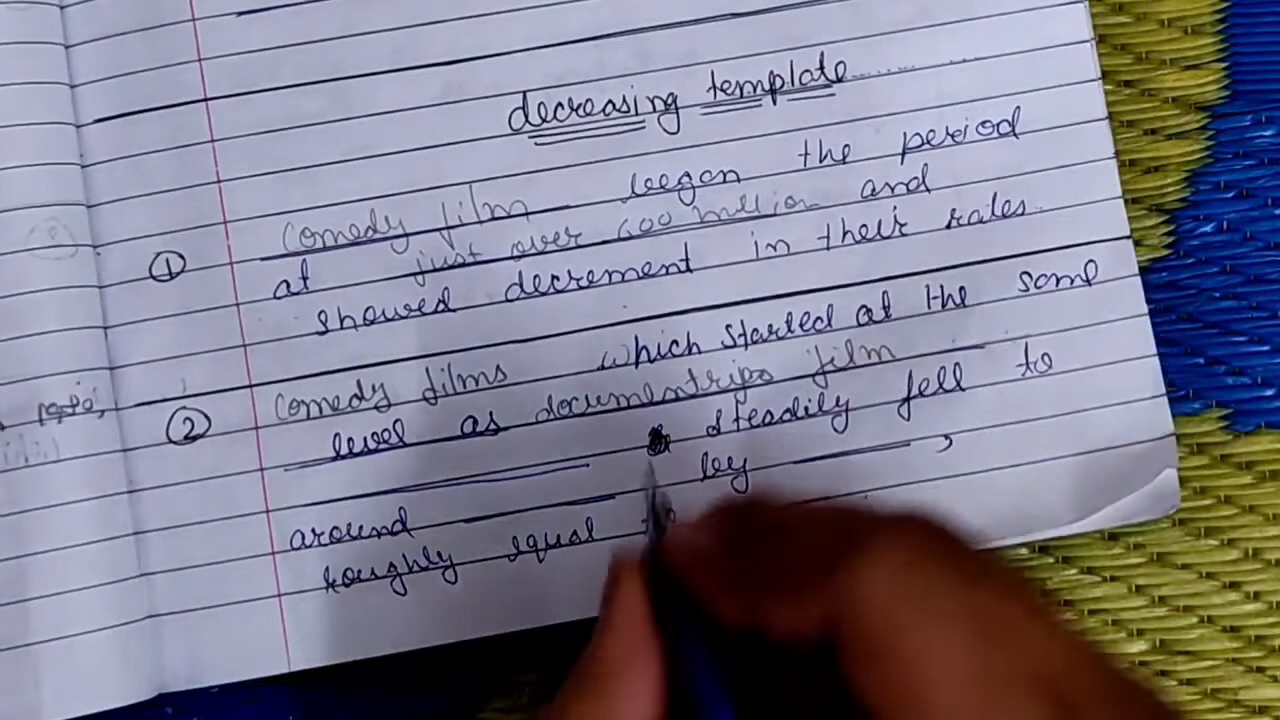 decreasing template..........
Comedy film began the period
① at just over 600 million and
showed decrement in their rates.
② Comedy films which started at the same
level as documentries film
steadily fell to
around by ,
roughly equal